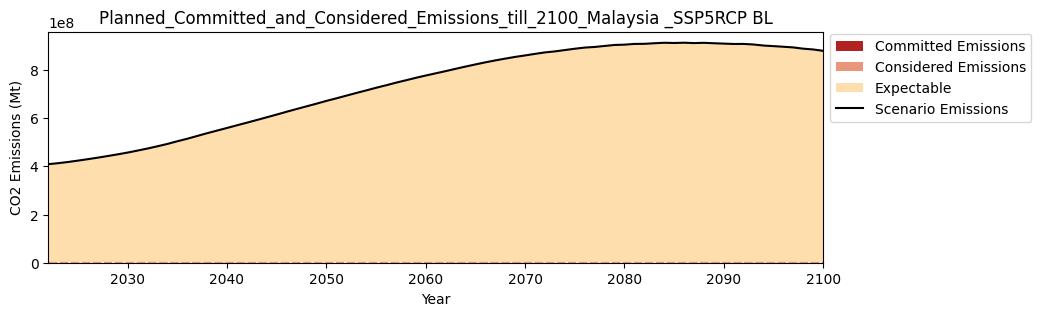 Planned_Committed_and_Considered_Emissions_till_2100_Malaysia _SSP5RCP BL
1e8
8
6
4
2
0
CO2 Emissions (Mt)
2030 2040 2050 2060 2070 2080 2090 2100
Year
Committed Emissions
Considered Emissions
Expectable
Scenario Emissions